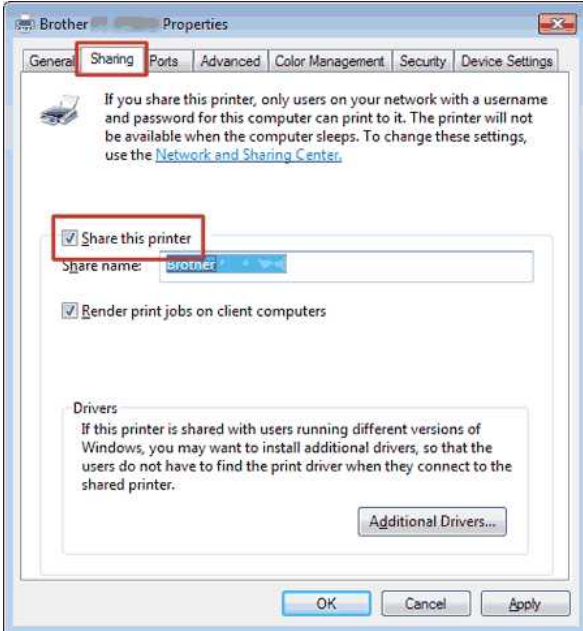 Brother Properties
General Sharing Ports Advanced Color Management Security Device Settings
If you share this printer, only users on your network with a username
and password for this computer can print to it. The printer will not
be available when the computer sleeps. To change these settings,
use the Network and Sharing Center.
Share this printer
Share name: Brother
Render print jobs on client computers
Drivers
If this printer is shared with users running different versions of
Windows, you may want to install additional drivers, so that the
users do not have to find the print driver when they connect to the
shared printer.
Additional Drivers...
OK Cancel Apply